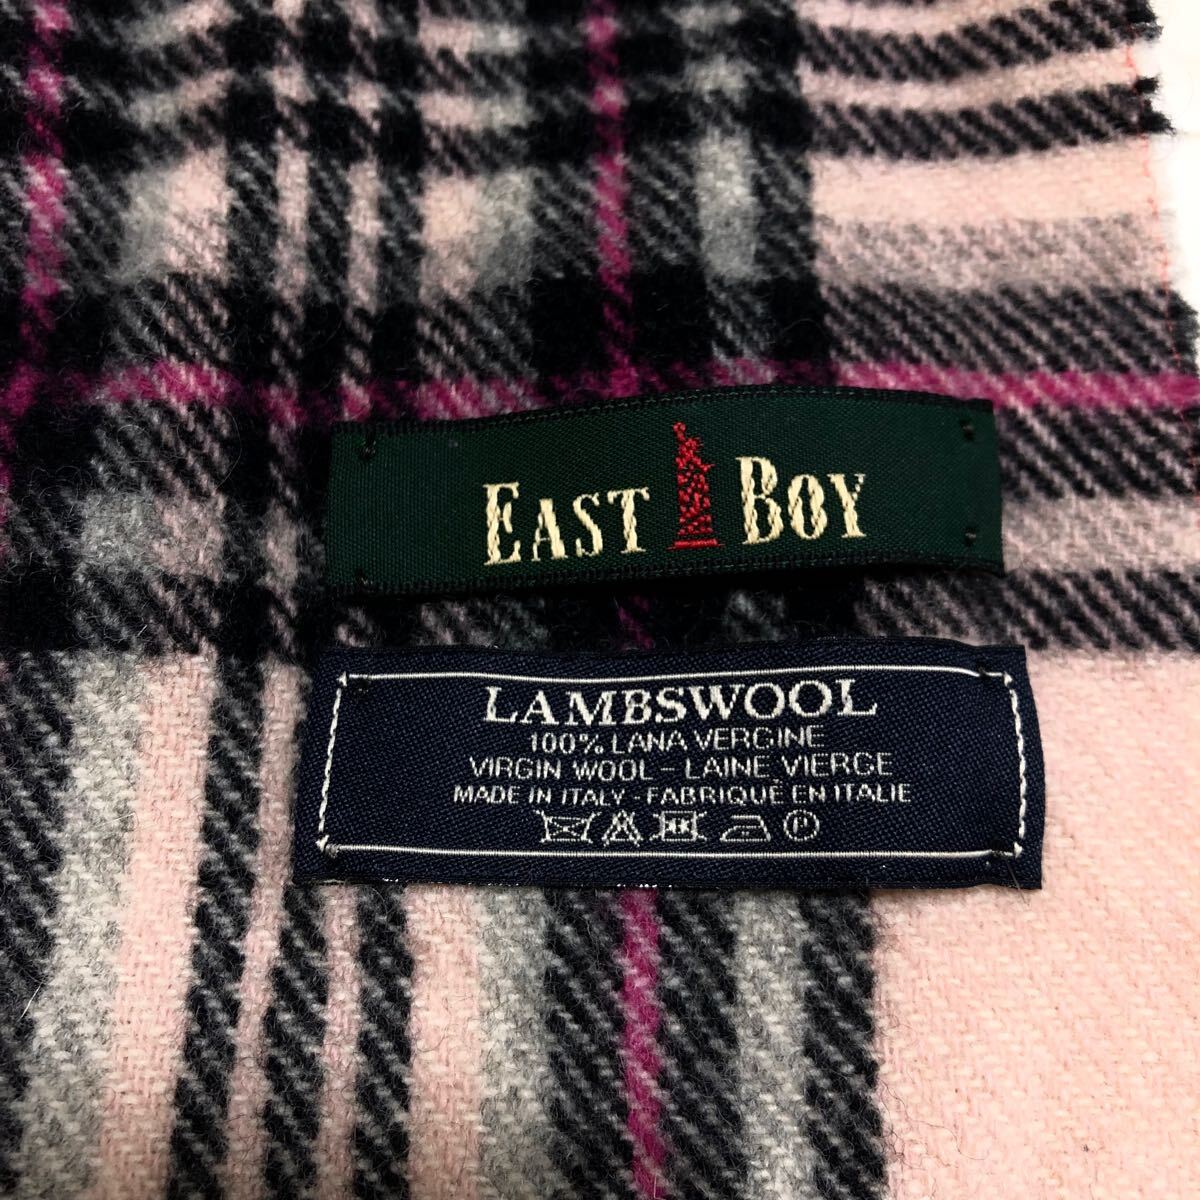 EAST BOY
LAMBSWOOL
100% LANA VERGINE
VIRGIN WOOL - LAINE VIERGE
MADE IN ITALY - FABRIQUÈ EN ITALIE
P